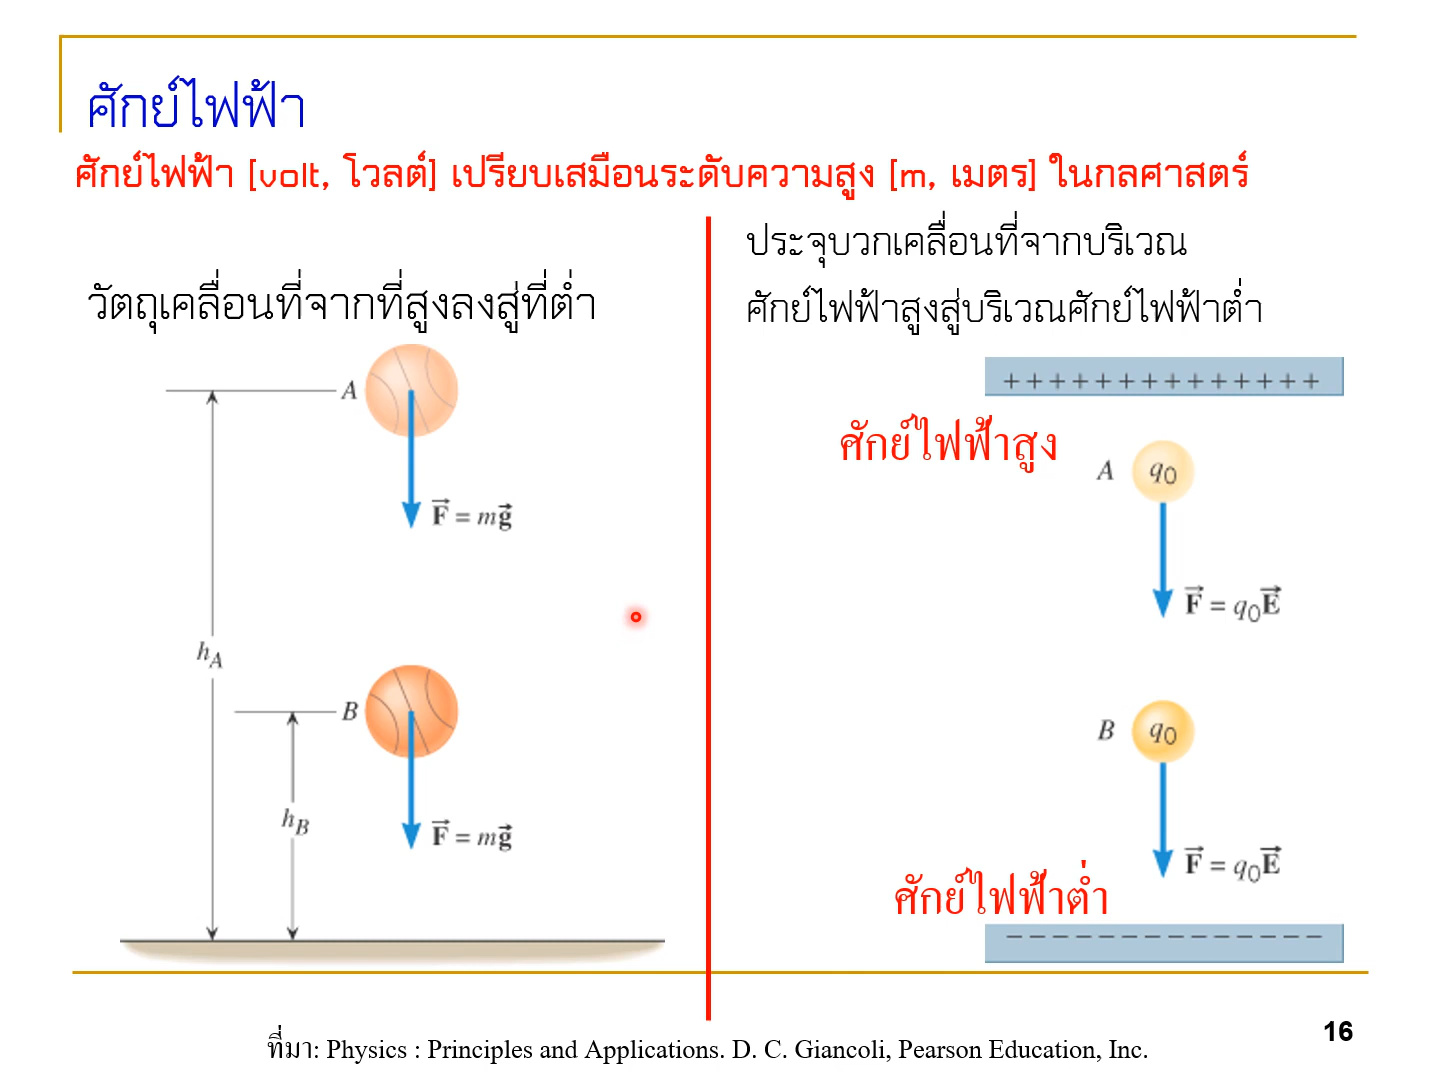 ศักย์ไฟฟ้า
ศักย์ไฟฟ้า [volt, โวลต์] เปรียบเสมือนระดับความสูง [m, เมตร] ในกลศาสตร์
วัตถุเคลื่อนที่จากที่สูงลงสู่ที่ต่ำ
A
F⃗ = mg⃗
hA
B
hB
F⃗ = mg⃗
ประจุบวกเคลื่อนที่จากบริเวณ
ศักย์ไฟฟ้าสูงสู่บริเวณศักย์ไฟฟ้าต่ำ
+ + + + + + + + + + + + + +
ศักย์ไฟฟ้าสูง
A q0
F⃗ = q0E⃗
B q0
F⃗ = q0E⃗
ศักย์ไฟฟ้าต่ำ
− − − − − − − − − − − − − −
ที่มา: Physics : Principles and Applications. D. C. Giancoli, Pearson Education, Inc.
16